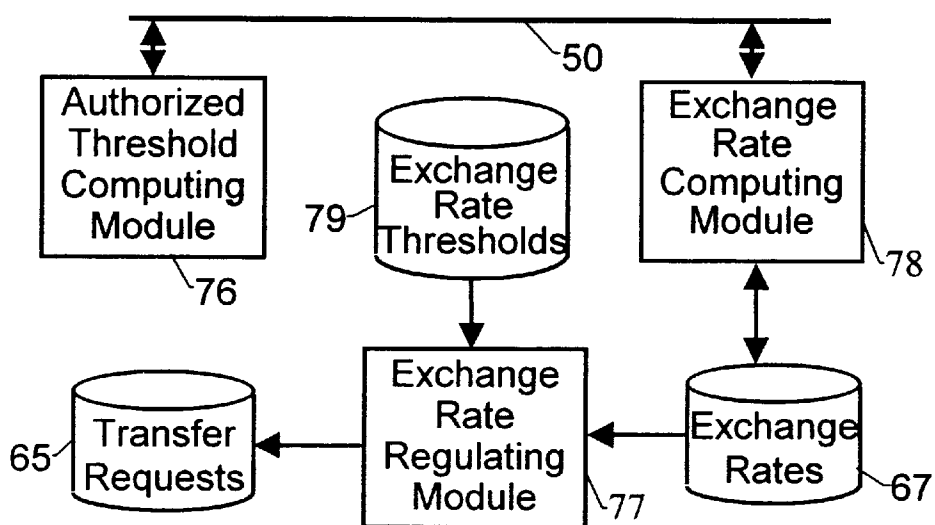 50
Authorized
Threshold
Computing
Module
76
Exchange
Rate
Thresholds
79
Exchange
Rate
Computing
Module
78
Transfer
Requests
65
Exchange
Rate
Regulating
Module
77
Exchange
Rates
67